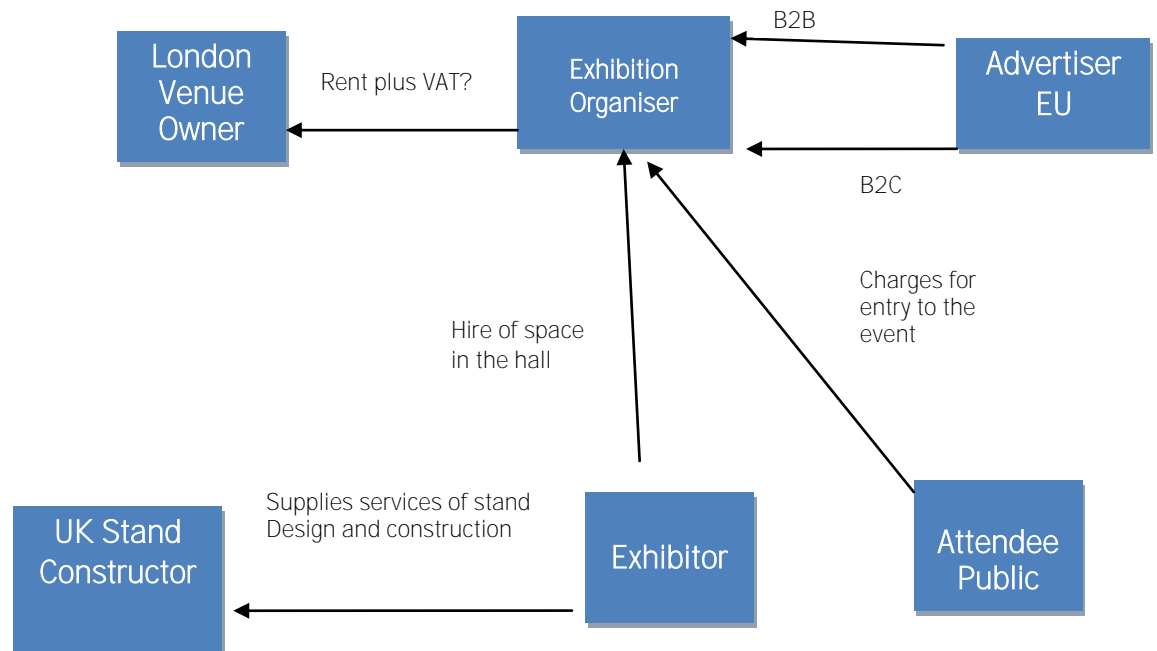 B2B
London
Venue
Owner
Rent plus VAT?
Exhibition
Organiser
Advertiser
EU
B2C
Charges for
entry to the
event
Hire of space
in the hall
Supplies services of stand
Design and construction
UK Stand
Constructor
Exhibitor
Attendee
Public